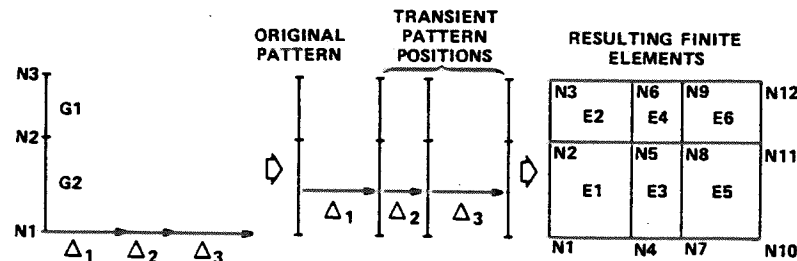 N3
G1
N2
G2
N1
Δ1 Δ2 Δ3
ORIGINAL
PATTERN
Δ1 Δ2 Δ3
TRANSIENT
PATTERN
POSITIONS
RESULTING FINITE
ELEMENTS
N3 N6 N9 N12
E2 E4 E6
N2 N5 N8 N11
E1 E3 E5
N1 N4 N7 N10